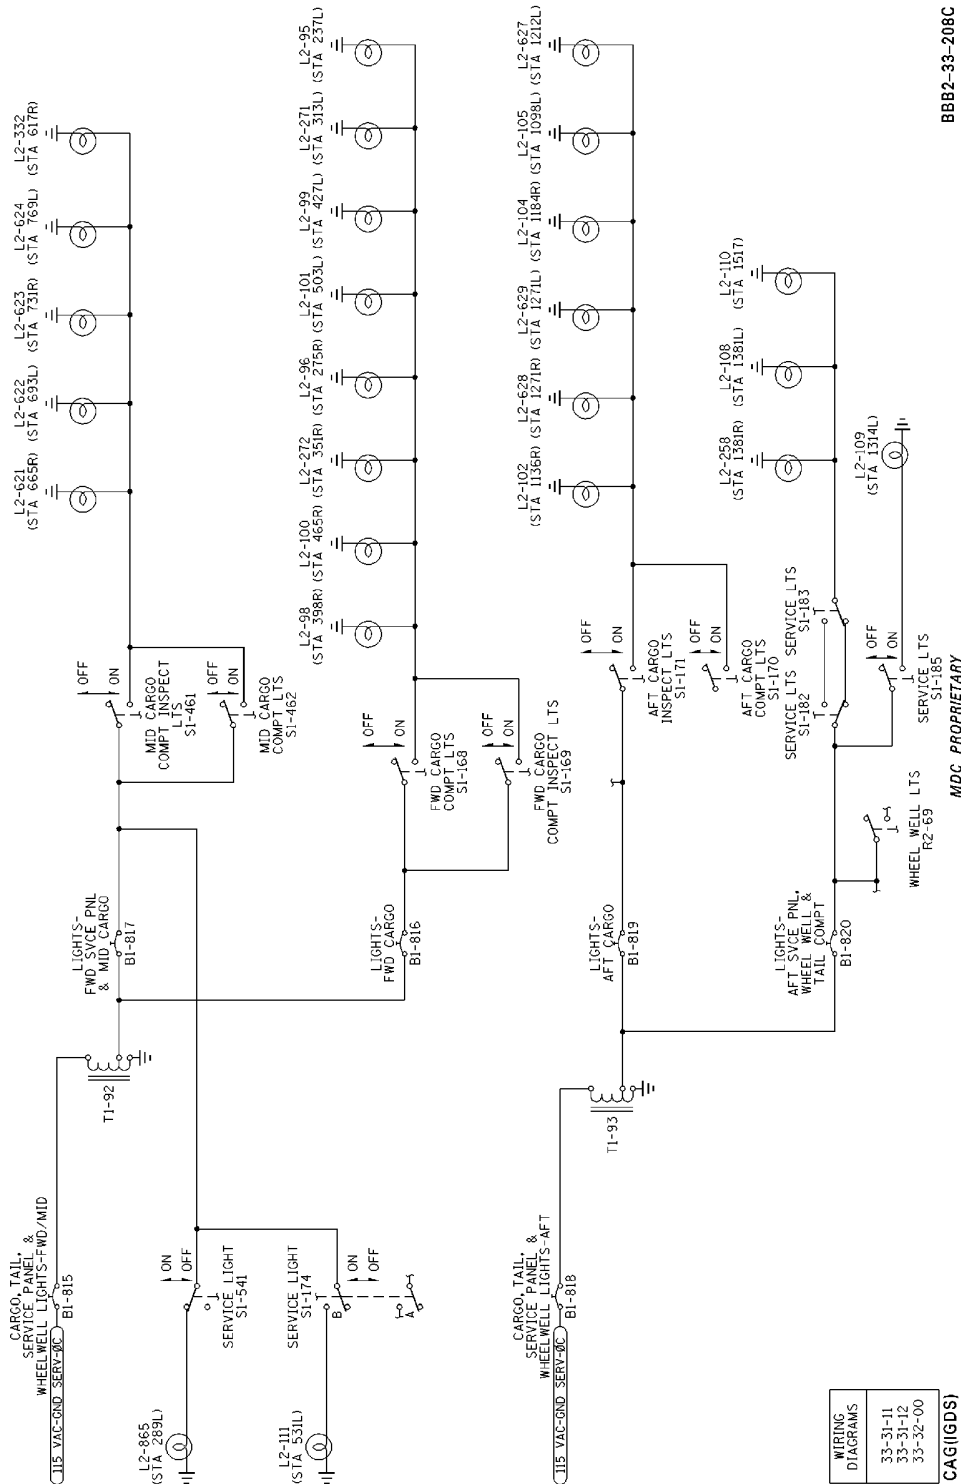 CARGO, TAIL,
SERVICE PANEL &
WHEELWELL LIGHTS-FWD/MID
115 VAC-GND SERV-ØC
B1-815
T1-92
LIGHTS-
FWD SVCE PNL
& MID CARGO
B1-817
OFF
ON
MID CARGO
COMPT INSPECT
LTS
S1-461
OFF
ON
MID CARGO
COMPT LTS
S1-462
L2-621
(STA 665R)
L2-622
(STA 693L)
L2-623
(STA 731R)
L2-624
(STA 769L)
L2-332
(STA 617R)
L2-865
(STA 289L)
ON
OFF
SERVICE LIGHT
S1-541
L2-111
(STA 531L)
SERVICE LIGHT
S1-174
ON
OFF
B
A
LIGHTS-
FWD CARGO
B1-816
OFF
ON
FWD CARGO
COMPT LTS
S1-168
OFF
ON
FWD CARGO
COMPT INSPECT LTS
S1-169
L2-98
(STA 398R)
L2-100
(STA 465R)
L2-272
(STA 351R)
L2-96
(STA 275R)
L2-101
(STA 503L)
L2-99
(STA 427L)
L2-271
(STA 313L)
L2-95
(STA 237L)
CARGO, TAIL,
SERVICE PANEL &
WHEELWELL LIGHTS-AFT
115 VAC-GND SERV-ØC
B1-818
T1-93
LIGHTS-
AFT CARGO
B1-819
OFF
ON
AFT CARGO
INSPECT LTS
S1-171
OFF
ON
AFT CARGO
COMPT LTS
S1-170
L2-102
(STA 1136R)
L2-628
(STA 1271R)
L2-629
(STA 1271L)
L2-104
(STA 1184R)
L2-105
(STA 1098L)
L2-627
(STA 1212L)
LIGHTS-
AFT SVCE PNL,
WHEEL WELL &
TAIL COMPT
B1-820
WHEEL WELL LTS
R2-69
SERVICE LTS
S1-182
SERVICE LTS
S1-183
OFF
ON
SERVICE LTS
S1-185
L2-258
(STA 1381R)
L2-108
(STA 1381L)
L2-110
(STA 1517)
L2-109
(STA 1314L)
WIRING
DIAGRAMS
33-31-11
33-31-12
33-32-00
CAG(IGDS)
MDC PROPRIETARY
BBB2-33-208C